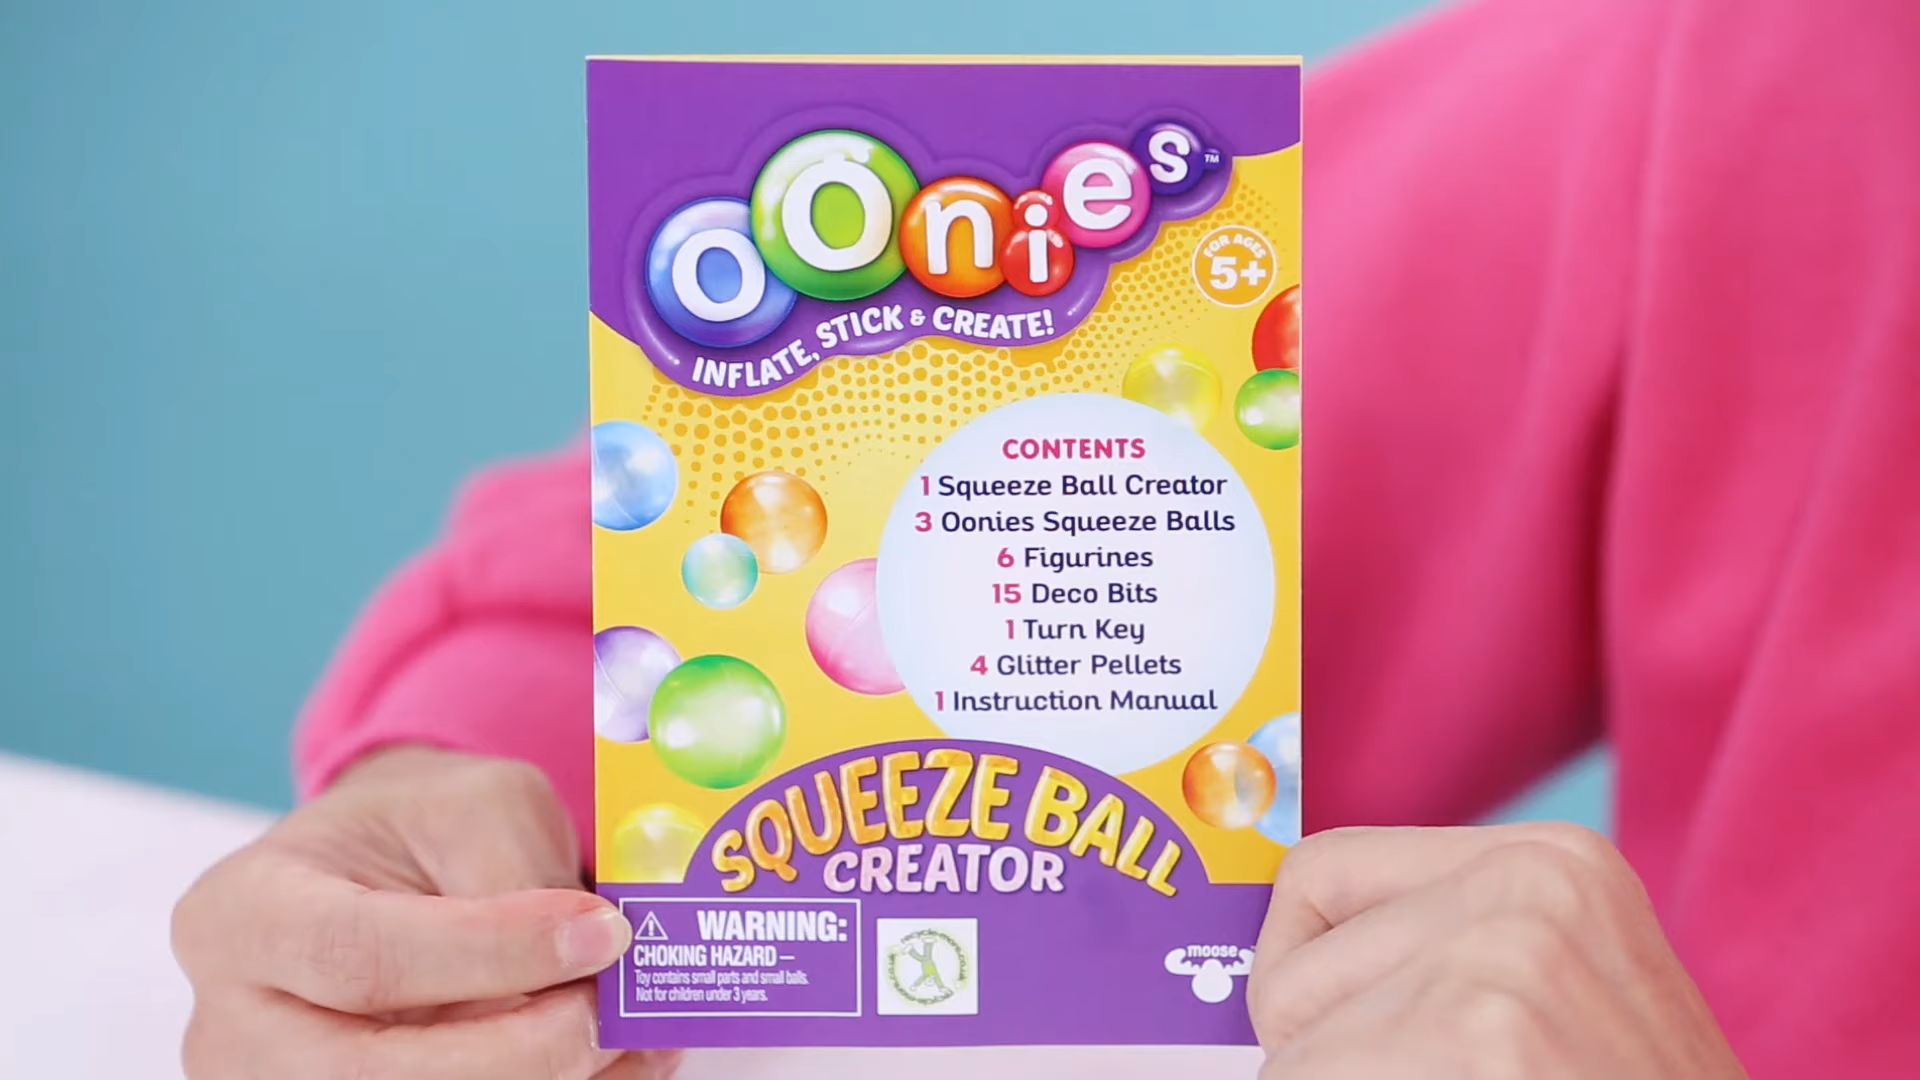 oOnies™
INFLATE, STICK & CREATE!
FOR AGES
5+
CONTENTS
1 Squeeze Ball Creator
3 Oonies Squeeze Balls
6 Figurines
15 Deco Bits
1 Turn Key
4 Glitter Pellets
1 Instruction Manual
SQUEEZE BALL
CREATOR
WARNING:
CHOKING HAZARD –
Toy contains small parts and small balls.
Not for children under 3 years.
moose